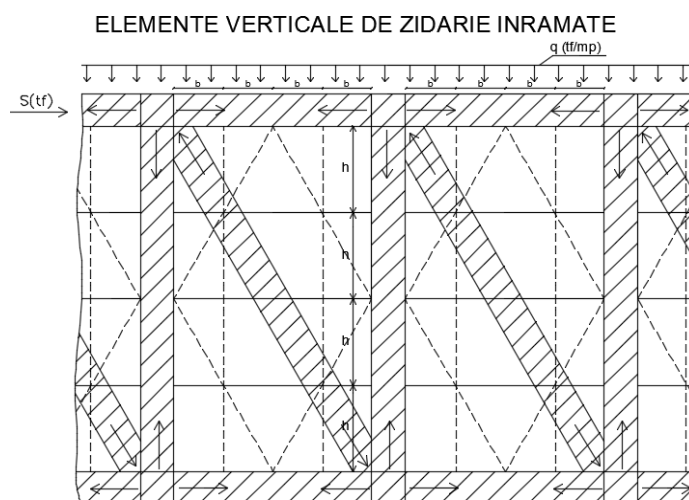 ELEMENTE VERTICALE DE ZIDARIE INRAMATE
q (tf/mp)
b b b b b b b b
S(tf)
h
h
h
h